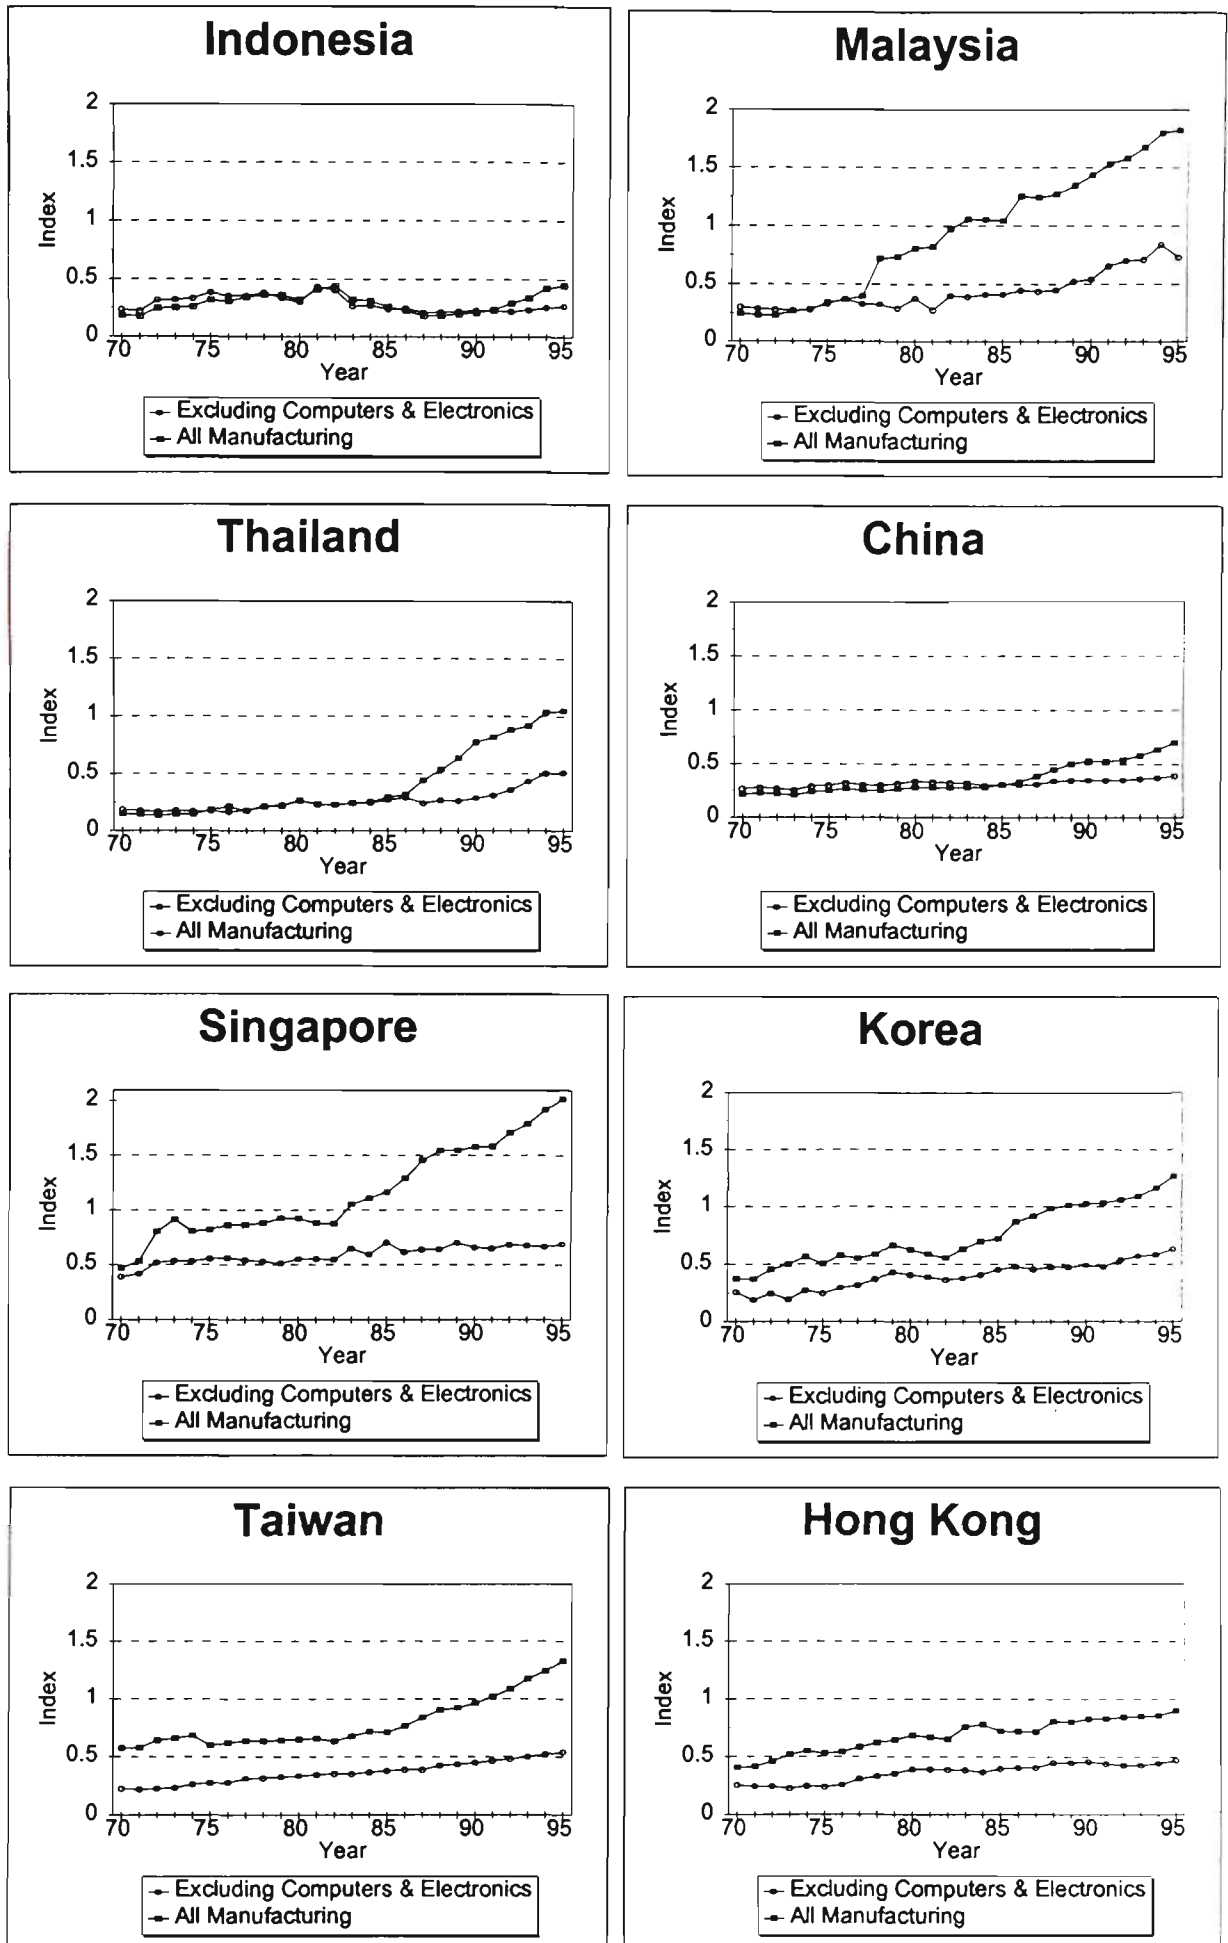 Indonesia
2
1.5
1
0.5
0
Index
70 75 80 85 90 95
Year
Excluding Computers & Electronics
All Manufacturing
Malaysia
2
1.5
1
0.5
0
Index
70 75 80 85 90 95
Year
Excluding Computers & Electronics
All Manufacturing
Thailand
2
1.5
1
0.5
0
Index
70 75 80 85 90 95
Year
Excluding Computers & Electronics
All Manufacturing
China
2
1.5
1
0.5
0
Index
70 75 80 85 90 95
Year
Excluding Computers & Electronics
All Manufacturing
Singapore
2
1.5
1
0.5
0
Index
70 75 80 85 90 95
Year
Excluding Computers & Electronics
All Manufacturing
Korea
2
1.5
1
0.5
0
Index
70 75 80 85 90 95
Year
Excluding Computers & Electronics
All Manufacturing
Taiwan
2
1.5
1
0.5
0
Index
70 75 80 85 90 95
Year
Excluding Computers & Electronics
All Manufacturing
Hong Kong
2
1.5
1
0.5
0
Index
70 75 80 85 90 95
Year
Excluding Computers & Electronics
All Manufacturing